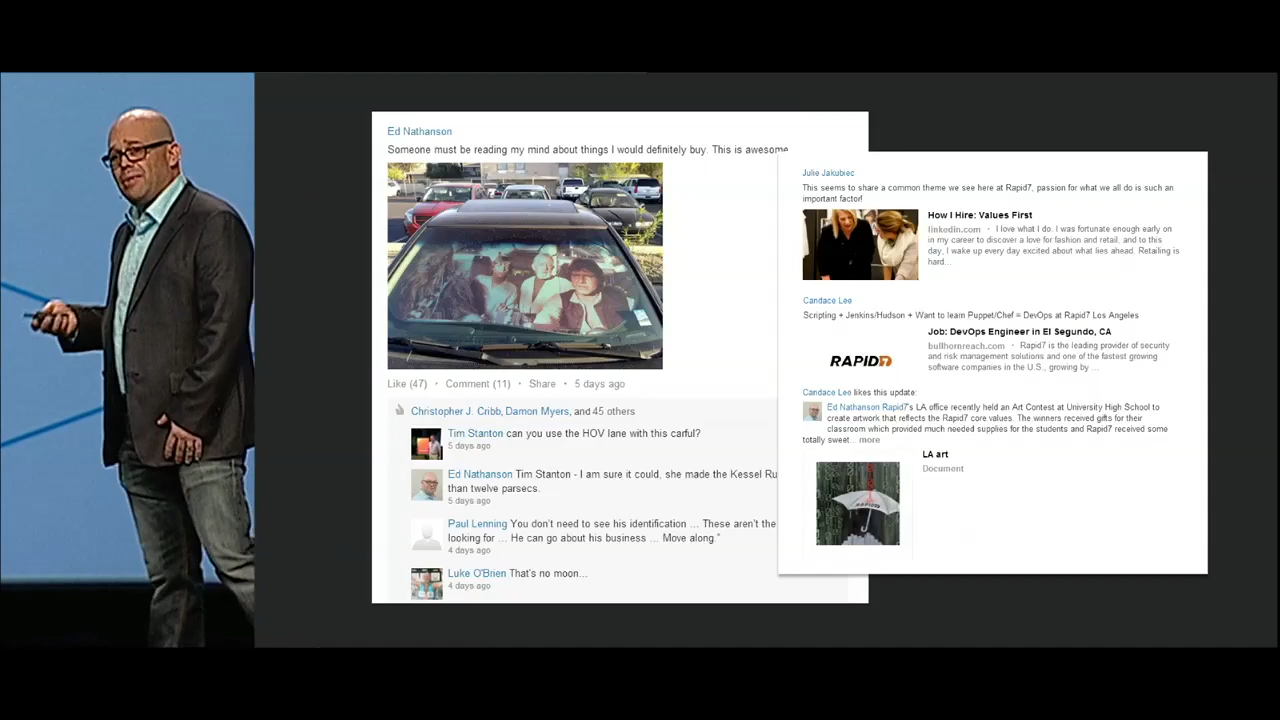 Ed Nathanson
Someone must be reading my mind about things I would definitely buy. This is awesome
Like (47) • Comment (11) • Share • 5 days ago
Christopher J. Cribb, Damon Myers, and 45 others
Tim Stanton can you use the HOV lane with this carful?
5 days ago
Ed Nathanson Tim Stanton - I am sure it could, she made the Kessel Ru
than twelve parsecs.
5 days ago
Paul Lenning You don't need to see his identification ... These aren't the
looking for ... He can go about his business ... Move along."
4 days ago
Luke O'Brien That's no moon...
4 days ago
Julie Jakubiec
This seems to share a common theme we see here at Rapid7, passion for what we all do is such an
important factor!
How I Hire: Values First
linkedin.com • I love what I do. I was fortunate enough early on
in my career to discover a love for fashion and retail, and to this
day, I wake up every day excited about what lies ahead. Retailing is
hard...
Candace Lee
Scripting + Jenkins/Hudson + Want to learn Puppet/Chef = DevOps at Rapid7 Los Angeles
Job: DevOps Engineer in El Segundo, CA
bullhornreach.com • Rapid7 is the leading provider of security
and risk management solutions and one of the fastest growing
software companies in the U.S., growing by ...
RAPID7
Candace Lee likes this update:
Ed Nathanson Rapid7's LA office recently held an Art Contest at University High School to
create artwork that reflects the Rapid7 core values. The winners received gifts for their
classroom which provided much needed supplies for the students and Rapid7 received some
totally sweet... more
LA art
Document
RAPID7